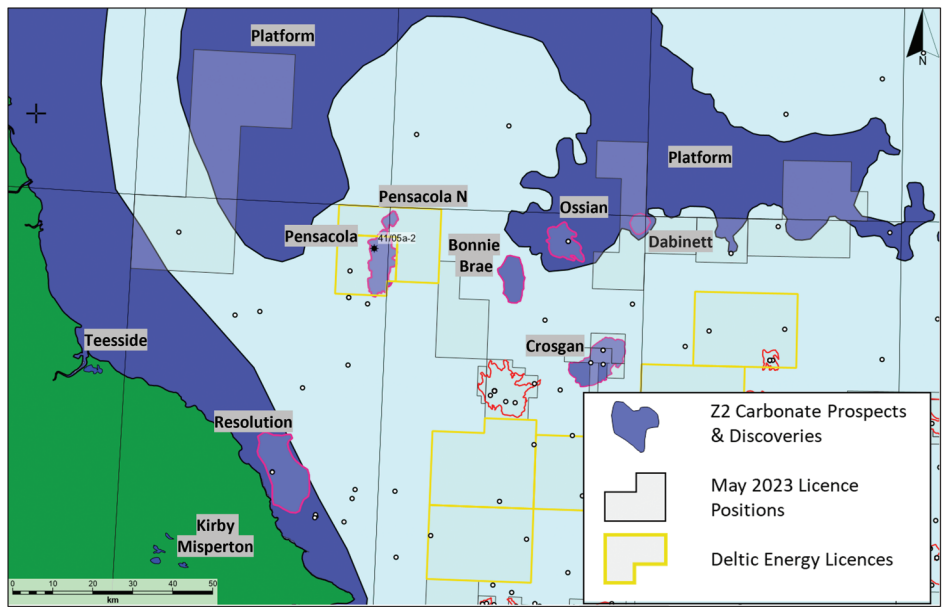 Platform
N
Platform
Pensacola N
Ossian
Pensacola
41/05a-2
Bonnie
Brae
Dabinett
Teesside
Crosgan
Resolution
Z2 Carbonate Prospects
& Discoveries
May 2023 Licence
Positions
Deltic Energy Licences
Kirby
Misperton
0 10 20 30 40 50
km